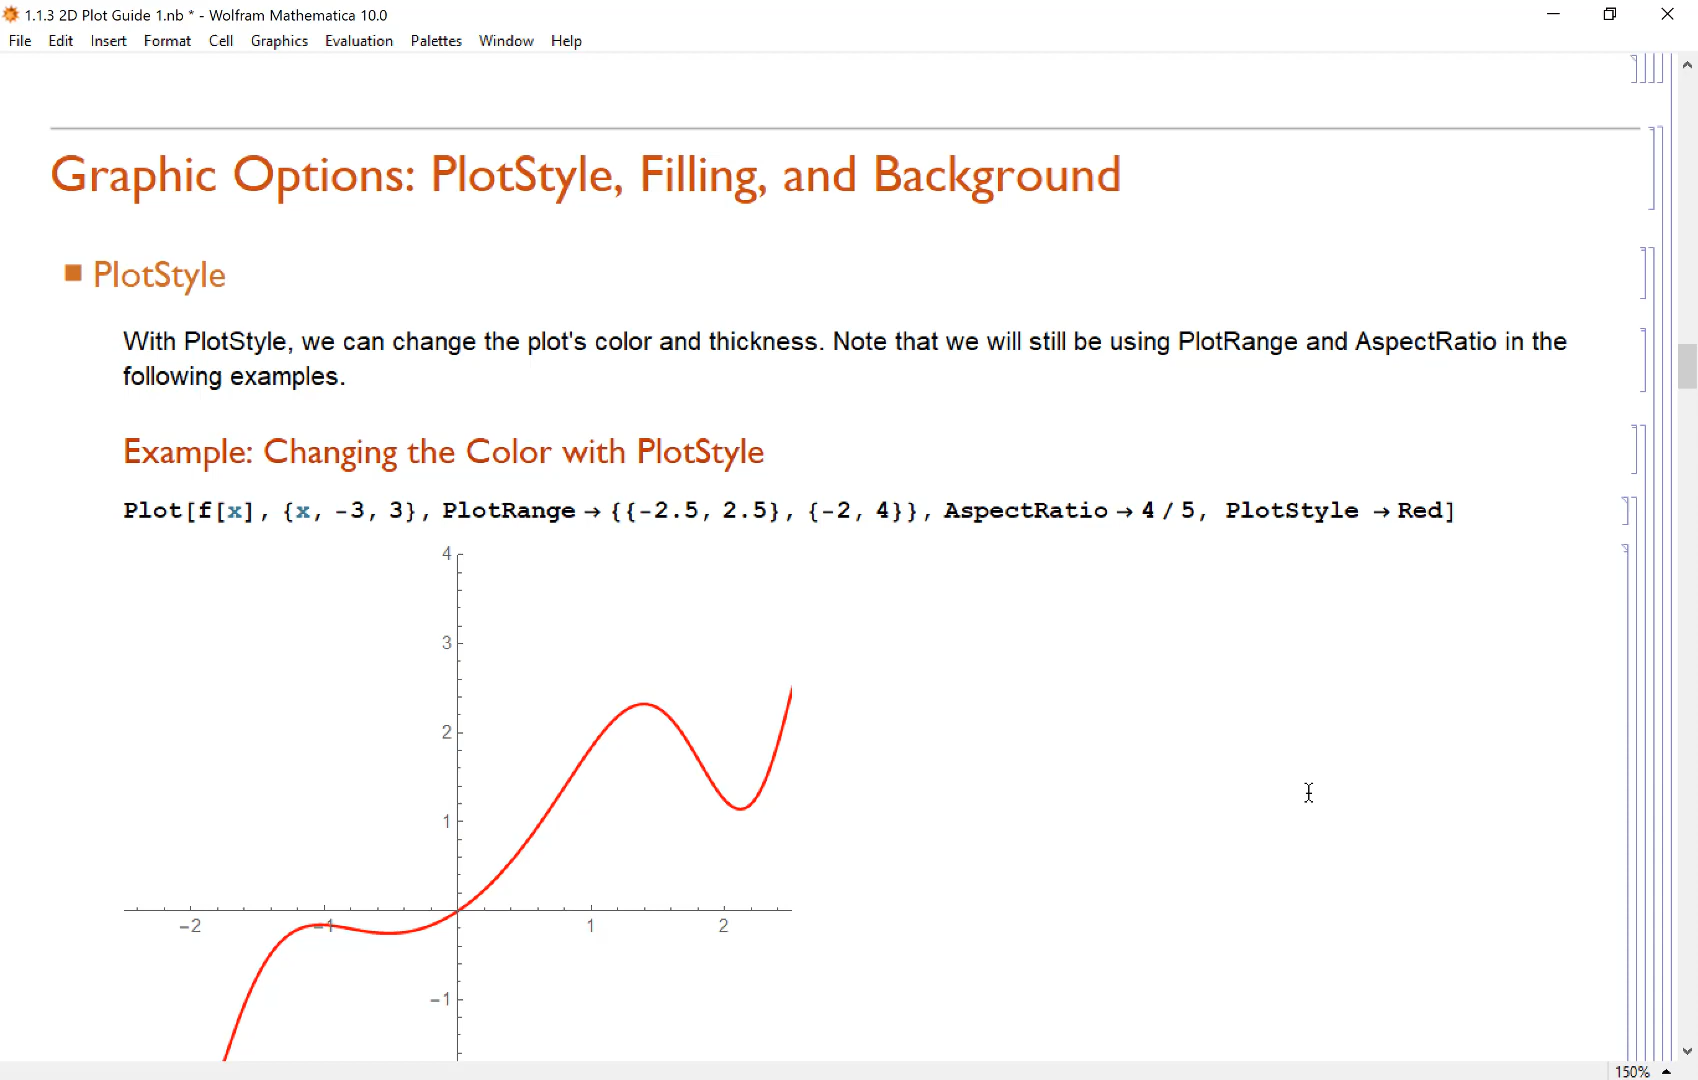 1.1.3 2D Plot Guide 1.nb * - Wolfram Mathematica 10.0
File Edit Insert Format Cell Graphics Evaluation Palettes Window Help
Graphic Options: PlotStyle, Filling, and Background
PlotStyle
With PlotStyle, we can change the plot's color and thickness. Note that we will still be using PlotRange and AspectRatio in the
following examples.
Example: Changing the Color with PlotStyle
Plot[f[x], {x, -3, 3}, PlotRange → {{-2.5, 2.5}, {-2, 4}}, AspectRatio → 4 / 5, PlotStyle → Red]
4
3
2
1
-2 -1 1 2
-1
150%